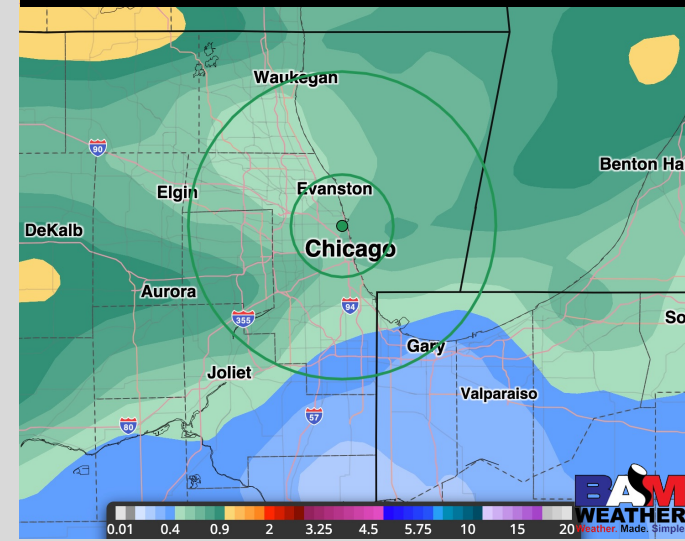 Waukegan
90
Benton Ha
Elgin
Evanston
DeKalb
Chicago
Aurora
94
355
So
Gary
Joliet
Valparaiso
57
80
BAM
WEATHER
Weather. Made. Simple
0.01 0.4 0.9 2 3.25 4.5 5.75 10 15 20